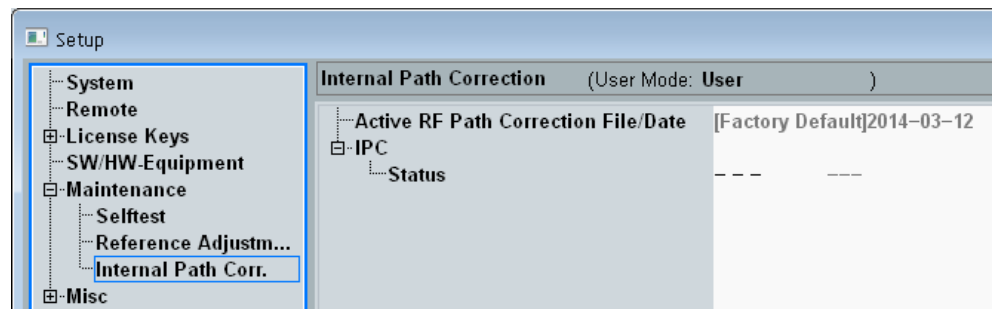 Setup
System
Remote
License Keys
SW/HW-Equipment
Maintenance
Selftest
Reference Adjustm...
Internal Path Corr.
Misc
Internal Path Correction (User Mode: User )
Active RF Path Correction File/Date [Factory Default]2014-03-12
IPC
Status --- ---